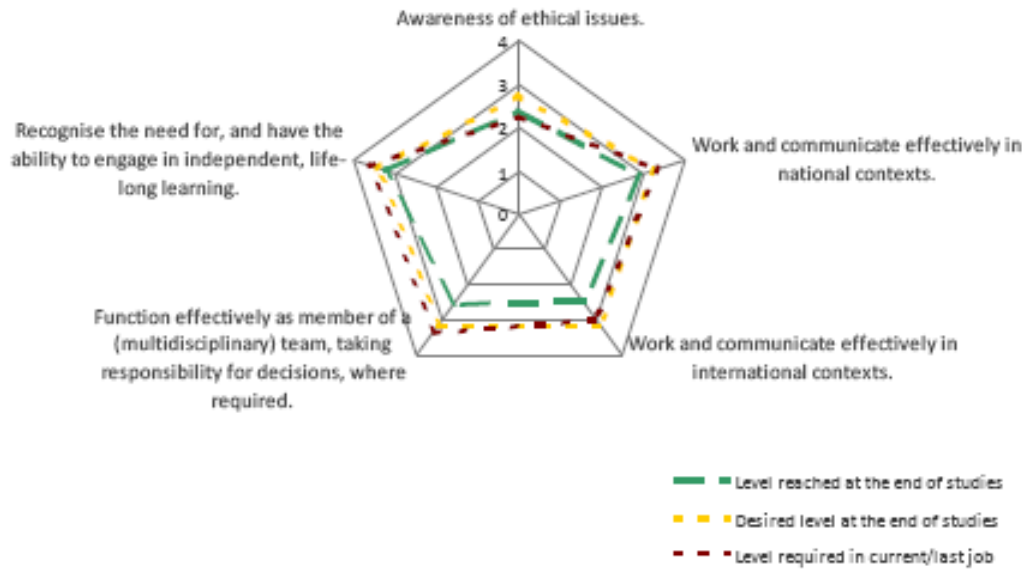 Awareness of ethical issues.
4
3
2
1
0
Work and communicate effectively in
national contexts.
Recognise the need for, and have the
ability to engage in independent, life-
long learning.
Function effectively as member of a
(multidisciplinary) team, taking
responsibility for decisions, where
required.
Work and communicate effectively in
international contexts.
Level reached at the end of studies
Desired level at the end of studies
Level required in current/last job